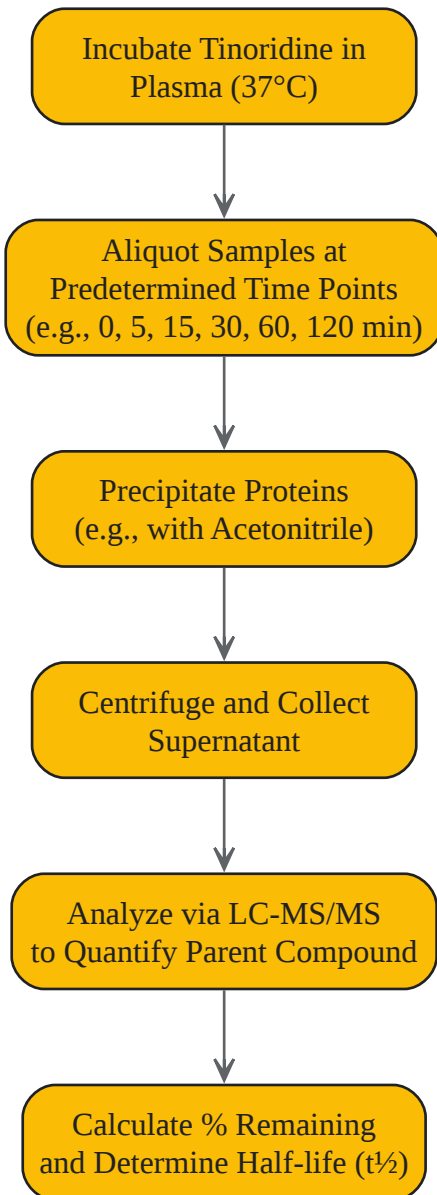 Incubate Tinoridine in
Plasma (37°C)
Aliquot Samples at
Predetermined Time Points
(e.g., 0, 5, 15, 30, 60, 120 min)
Precipitate Proteins
(e.g., with Acetonitrile)
Centrifuge and Collect
Supernatant
Analyze via LC-MS/MS
to Quantify Parent Compound
Calculate % Remaining
and Determine Half-life (t½)